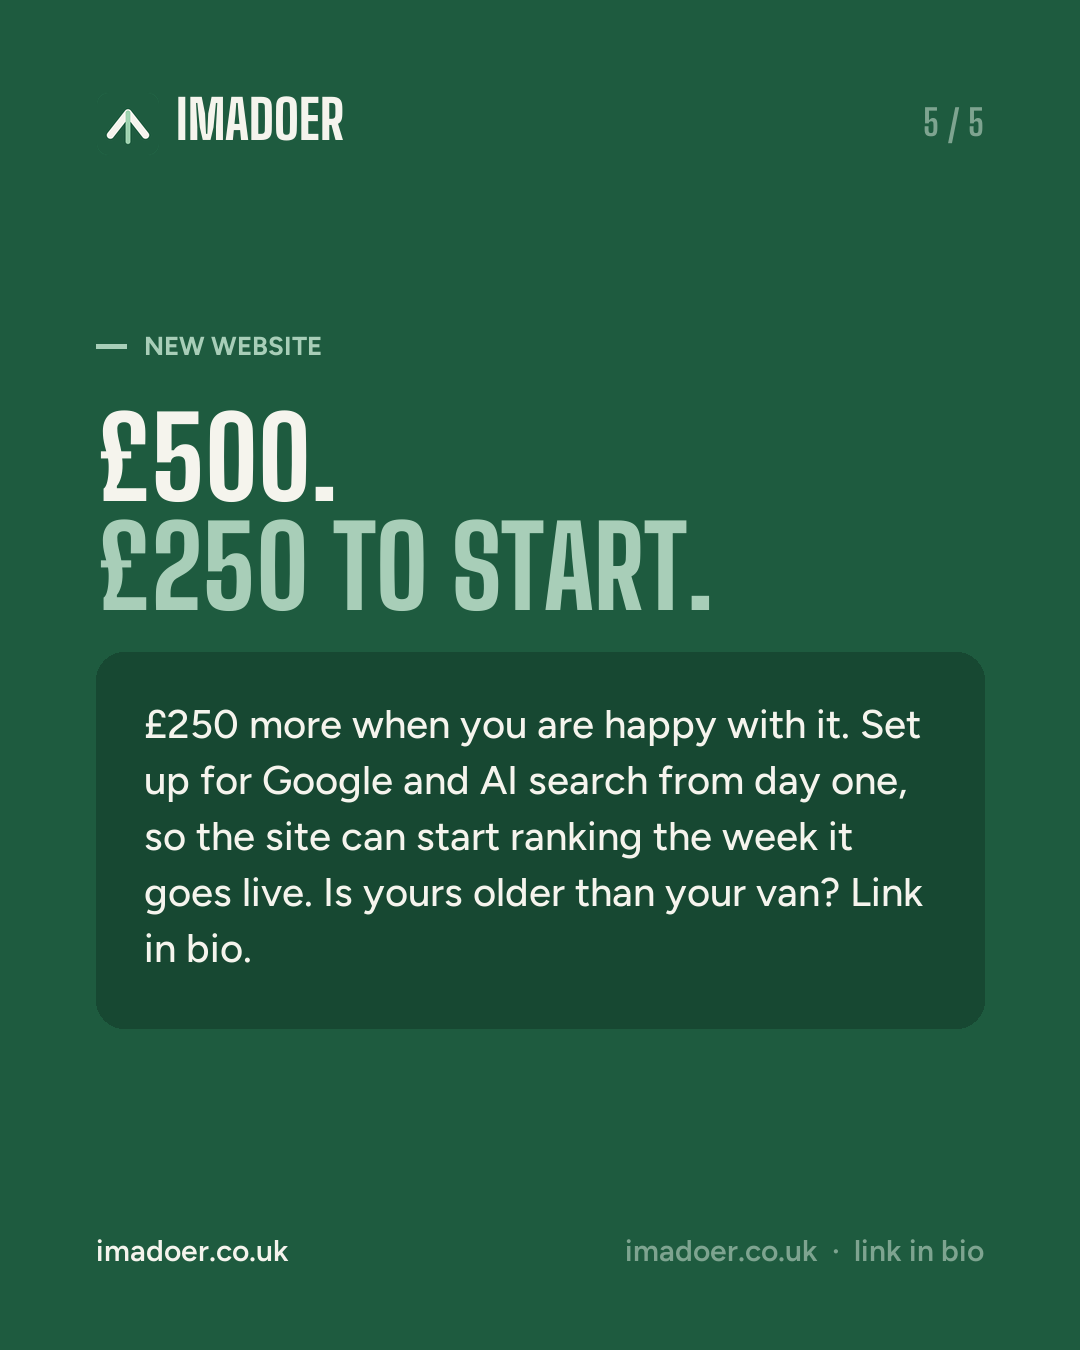 IMADOER
5 / 5
— NEW WEBSITE
£500.
£250 TO START.
£250 more when you are happy with it. Set
up for Google and AI search from day one,
so the site can start ranking the week it
goes live. Is yours older than your van? Link
in bio.
imadoer.co.uk
imadoer.co.uk · link in bio